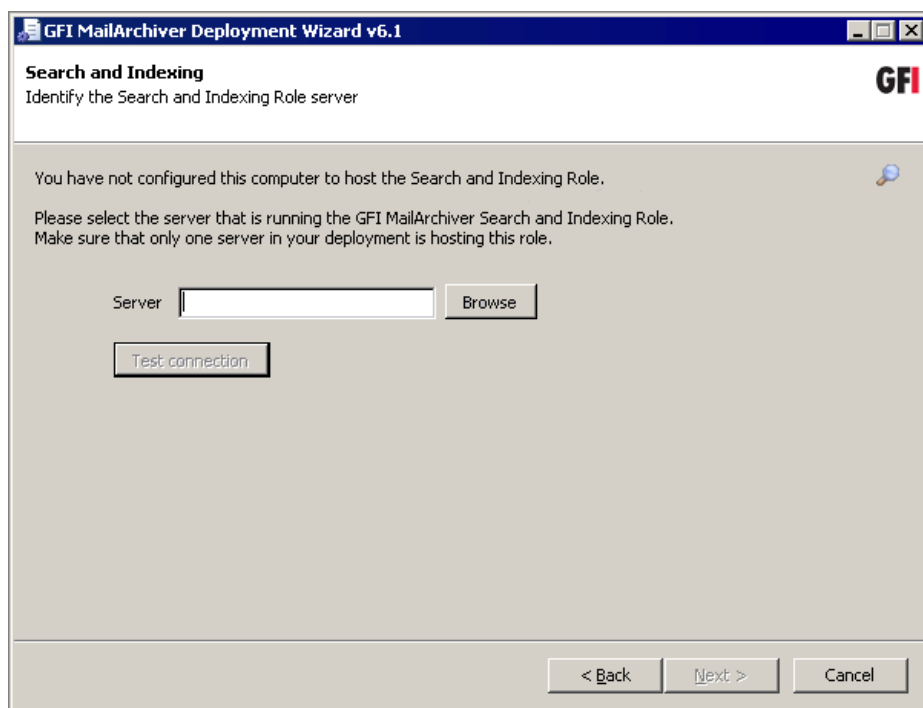 GFI MailArchiver Deployment Wizard v6.1
Search and Indexing
Identify the Search and Indexing Role server
GFI
You have not configured this computer to host the Search and Indexing Role.
Please select the server that is running the GFI MailArchiver Search and Indexing Role.
Make sure that only one server in your deployment is hosting this role.
Server
Browse
Test connection
< Back
Next >
Cancel